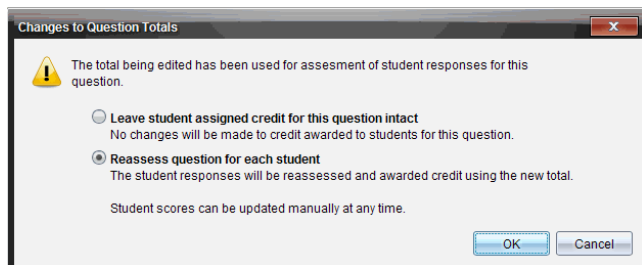 Changes to Question Totals
The total being edited has been used for assesment of student responses for this
question.
Leave student assigned credit for this question intact
No changes will be made to credit awarded to students for this question.
Reassess question for each student
The student responses will be reassessed and awarded credit using the new total.
Student scores can be updated manually at any time.
OK Cancel